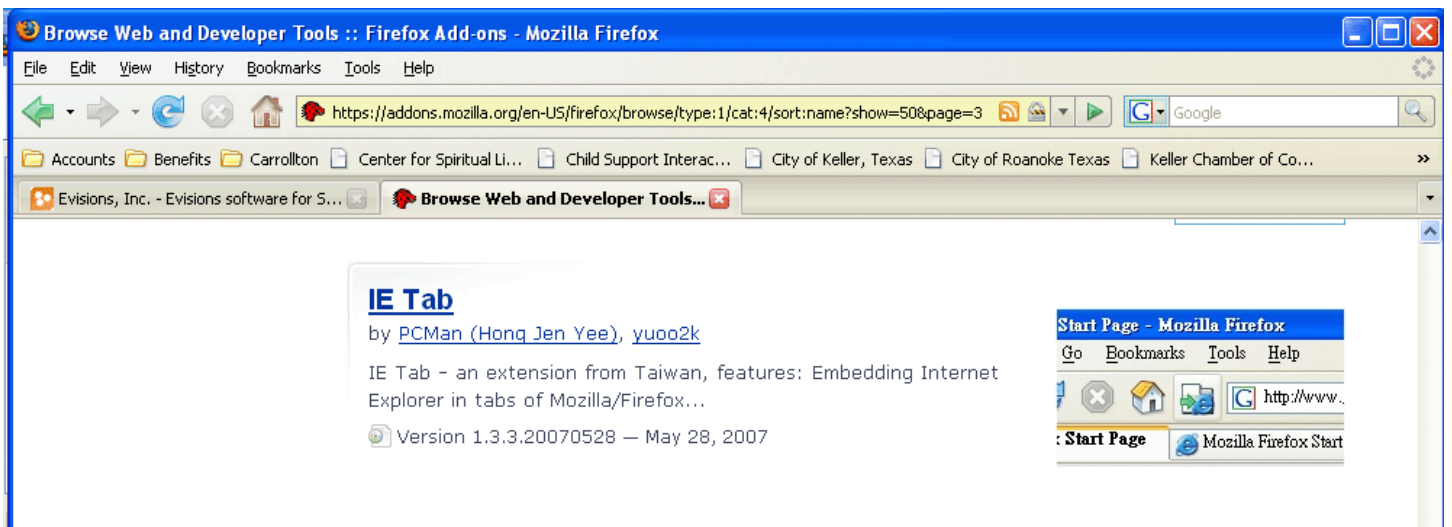 Browse Web and Developer Tools :: Firefox Add-ons - Mozilla Firefox
File Edit View History Bookmarks Tools Help
https://addons.mozilla.org/en-US/firefox/browse/type:1/cat:4/sort:name?show=50&page=3 G Google
Accounts Benefits Carrollton Center for Spiritual Li... Child Support Interac... City of Keller, Texas City of Roanoke Texas Keller Chamber of Co... »
Evisions, Inc. - Evisions software for S... Browse Web and Developer Tools...
IE Tab
by PCMan (Hong Jen Yee), yuoo2k
IE Tab - an extension from Taiwan, features: Embedding Internet
Explorer in tabs of Mozilla/Firefox...
Version 1.3.3.20070528 — May 28, 2007
Start Page - Mozilla Firefox
Go Bookmarks Tools Help
G http://www.
Start Page Mozilla Firefox Start